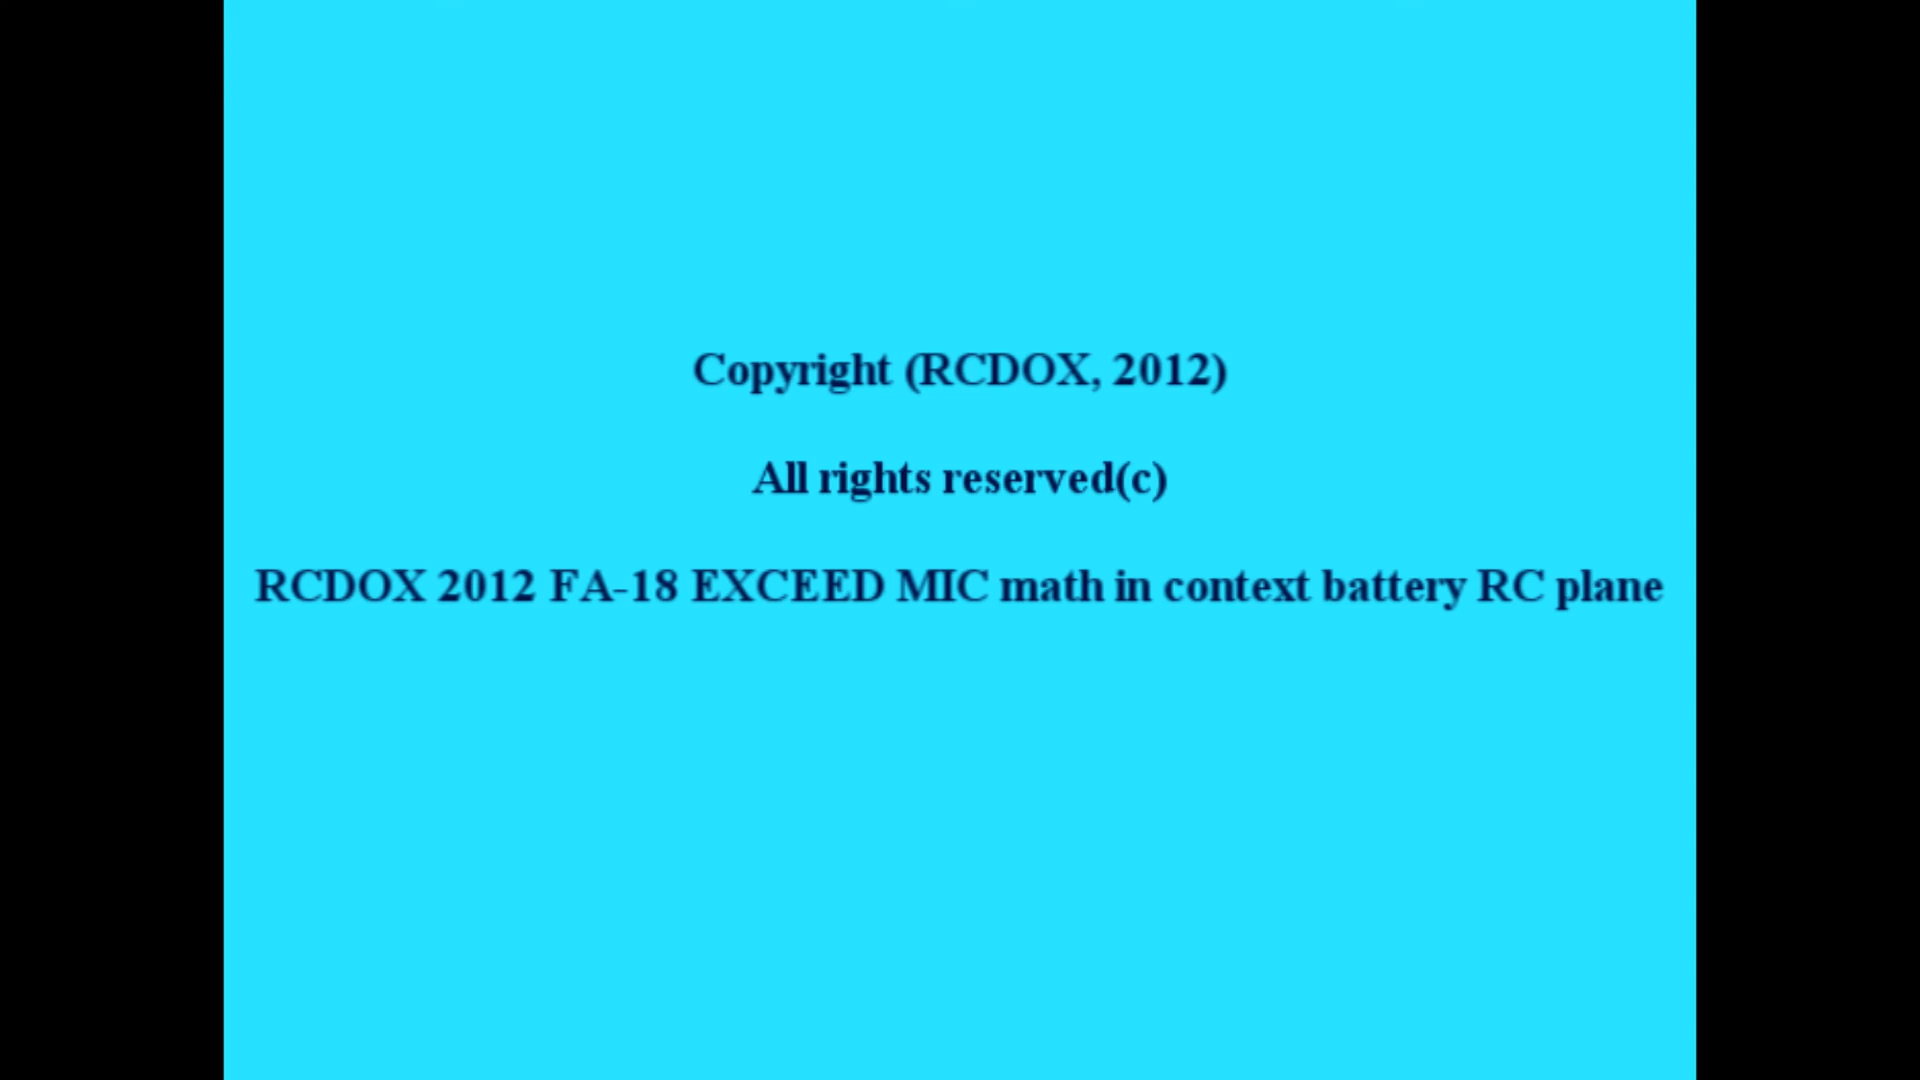 Copyright (RCDOX, 2012)
All rights reserved(c)
RCDOX 2012 FA-18 EXCEED MIC math in context battery RC plane